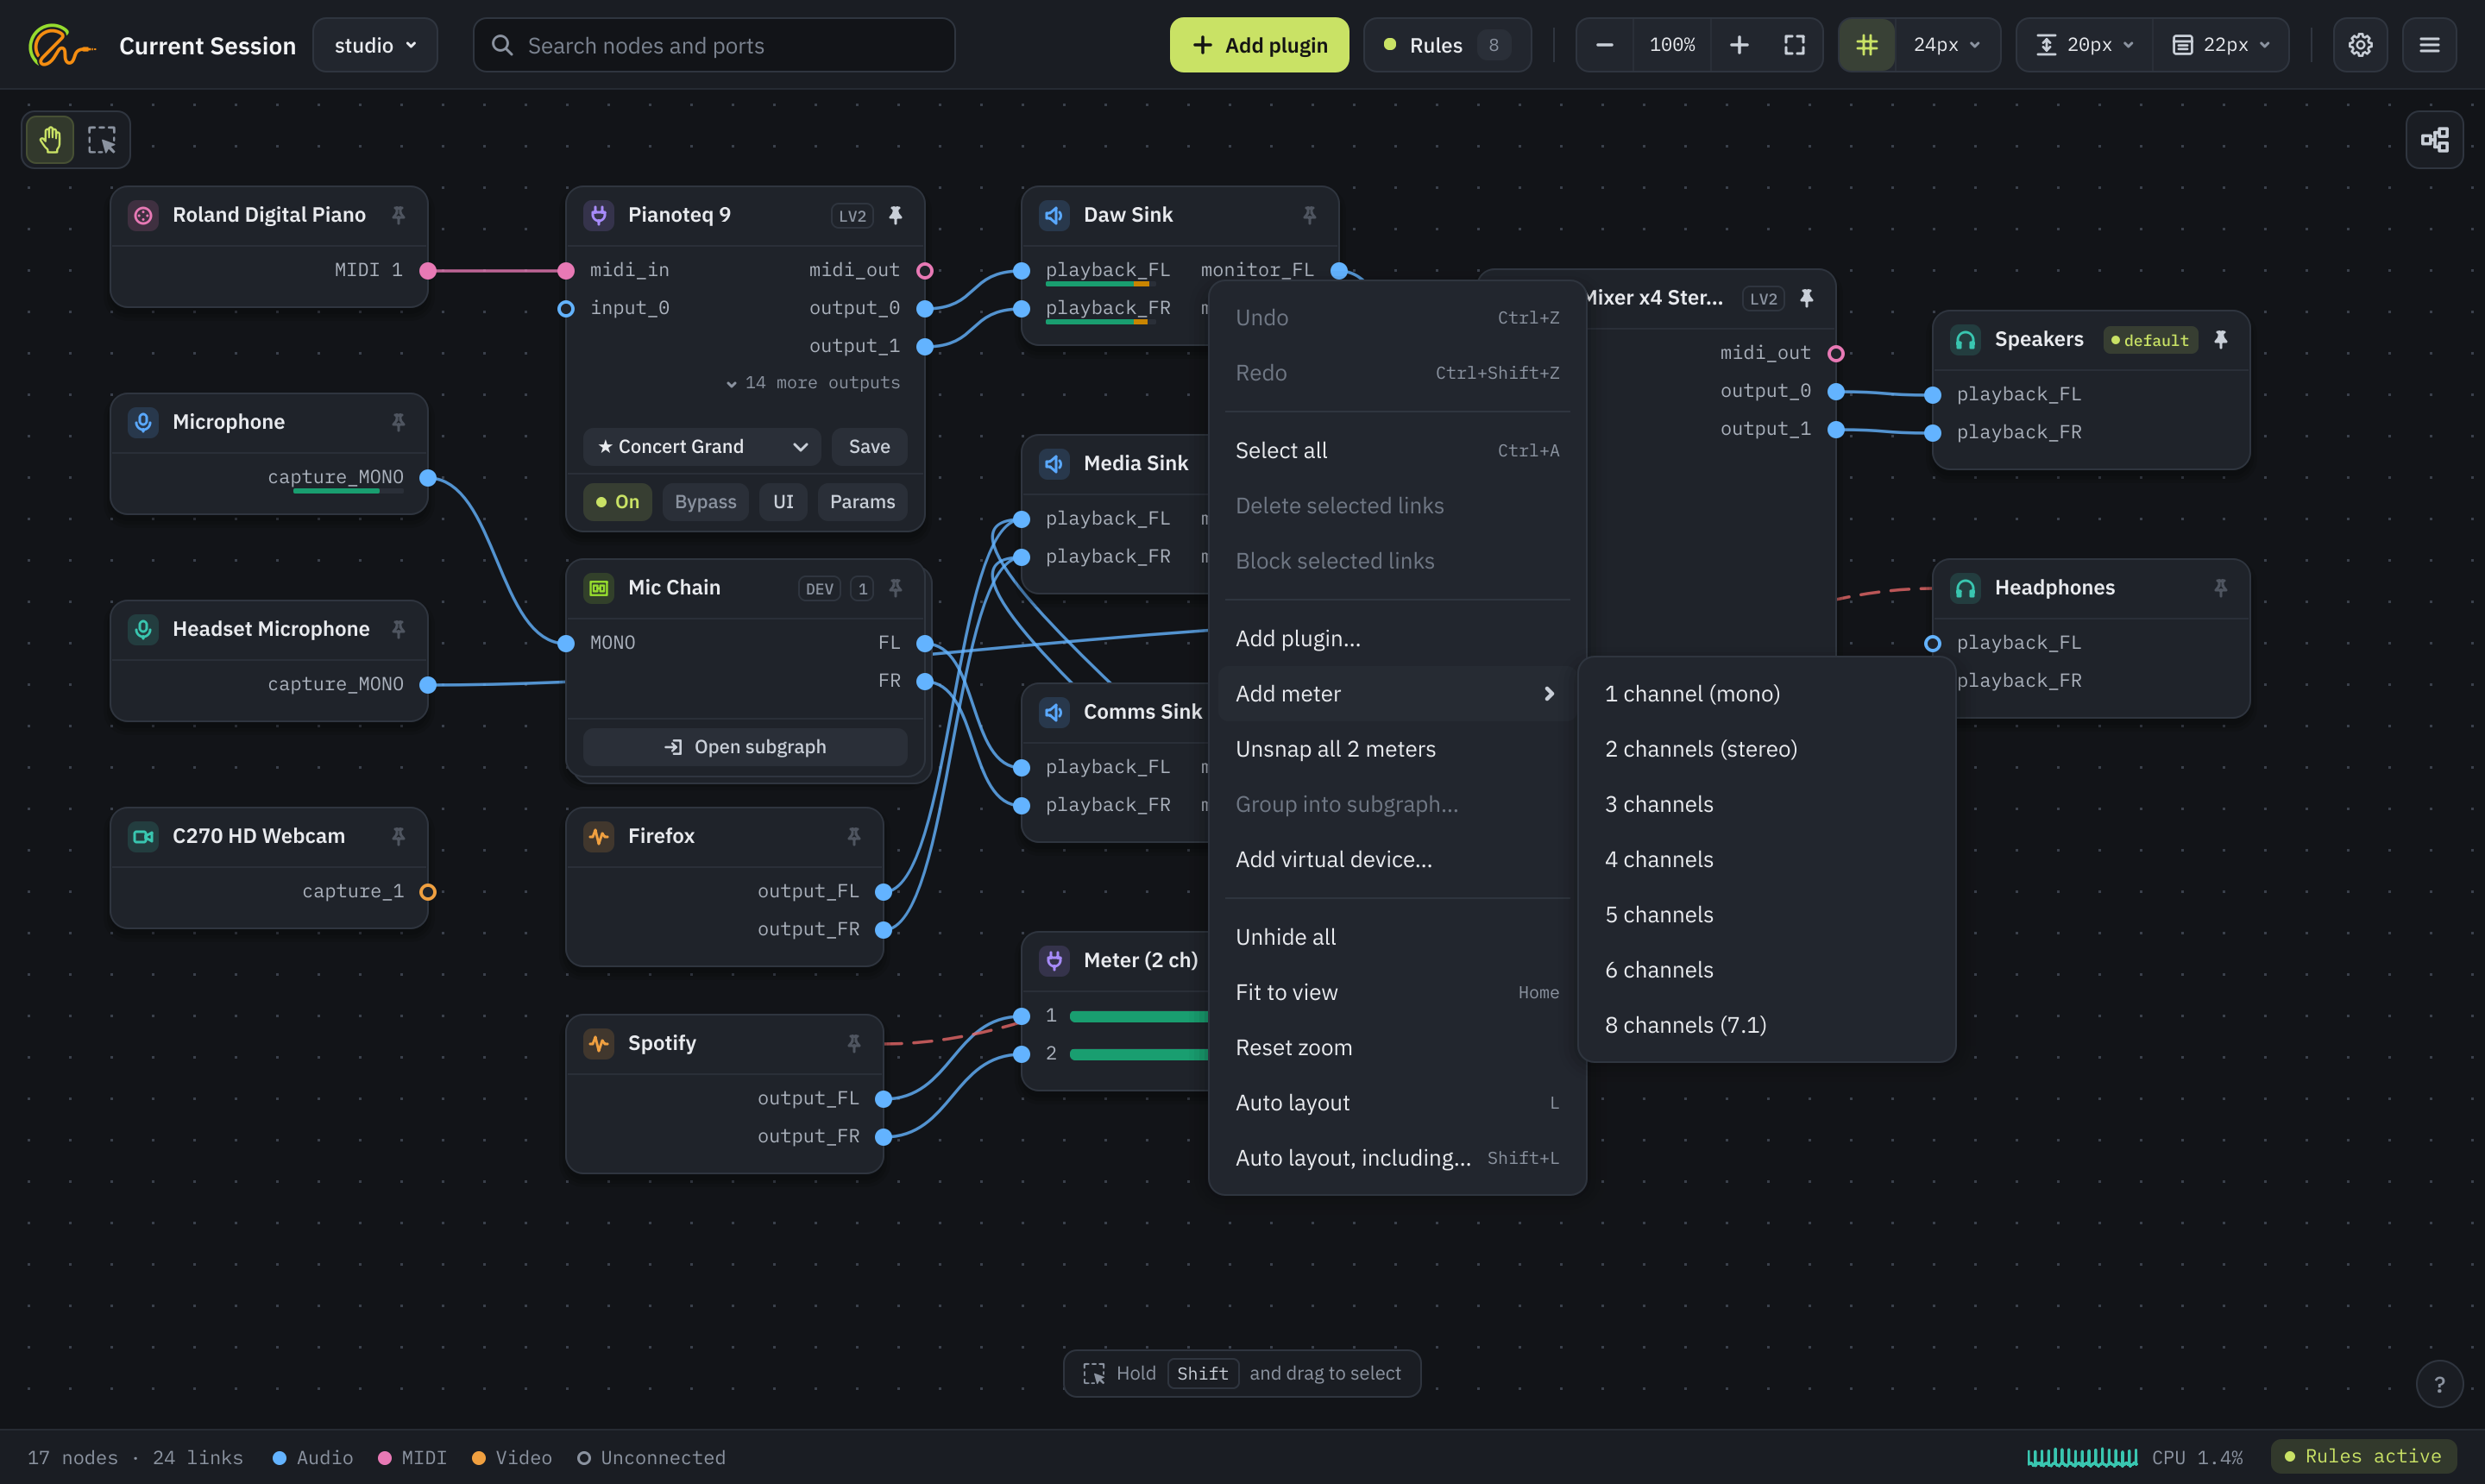 Current Session
studio
Search nodes and ports
Add plugin
Rules 8
100%
24px
20px
22px
Roland Digital Piano
MIDI 1
Microphone
capture_MONO
Headset Microphone
capture_MONO
C270 HD Webcam
capture_1
Pianoteq 9 LV2
midi_in midi_out
input_0 output_0
output_1
14 more outputs
★ Concert Grand Save
On Bypass UI Params
Mic Chain DEV 1
MONO FL
FR
Open subgraph
Firefox
output_FL
output_FR
Spotify
output_FL
output_FR
Daw Sink
playback_FL monitor_FL
playback_FR
Media Sink
playback_FL
playback_FR
Comms Sink
playback_FL
playback_FR
Meter (2 ch)
1
2
Undo Ctrl+Z
Redo Ctrl+Shift+Z
Select all Ctrl+A
Delete selected links
Block selected links
Add plugin...
Add meter
Unsnap all 2 meters
Group into subgraph...
Add virtual device...
Unhide all
Fit to view Home
Reset zoom
Auto layout L
Auto layout, including... Shift+L
1 channel (mono)
2 channels (stereo)
3 channels
4 channels
5 channels
6 channels
8 channels (7.1)
Mixer x4 Ster... LV2
midi_out
output_0
output_1
Speakers default
playback_FL
playback_FR
Headphones
playback_FL
playback_FR
Hold Shift and drag to select
?
17 nodes · 24 links Audio MIDI Video Unconnected
CPU 1.4% Rules active